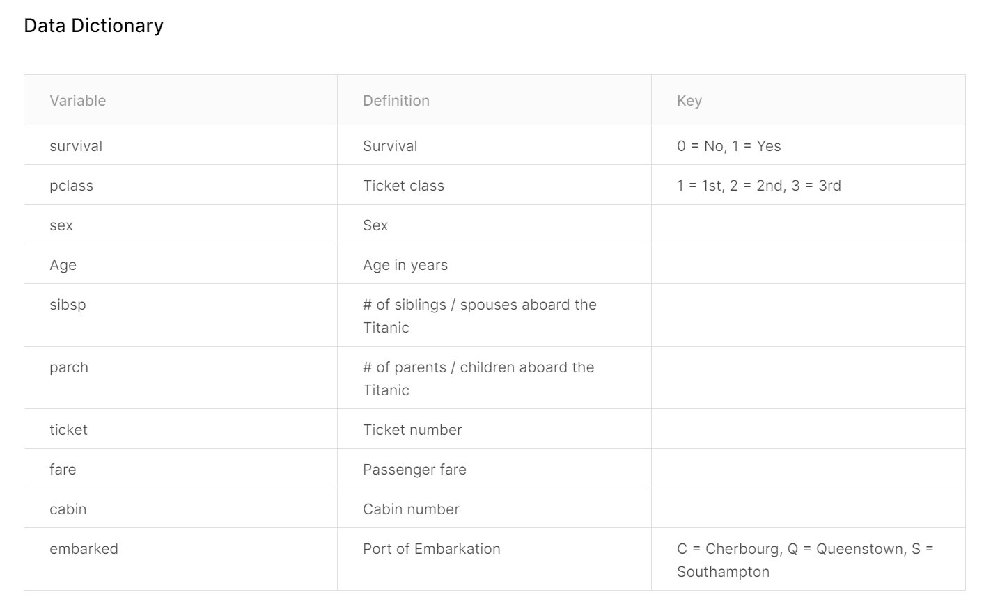 Data Dictionary
Variable Definition Key
survival Survival 0 = No, 1 = Yes
pclass Ticket class 1 = 1st, 2 = 2nd, 3 = 3rd
sex Sex
Age Age in years
sibsp # of siblings / spouses aboard the
Titanic
parch # of parents / children aboard the
Titanic
ticket Ticket number
fare Passenger fare
cabin Cabin number
embarked Port of Embarkation C = Cherbourg, Q = Queenstown, S =
Southampton